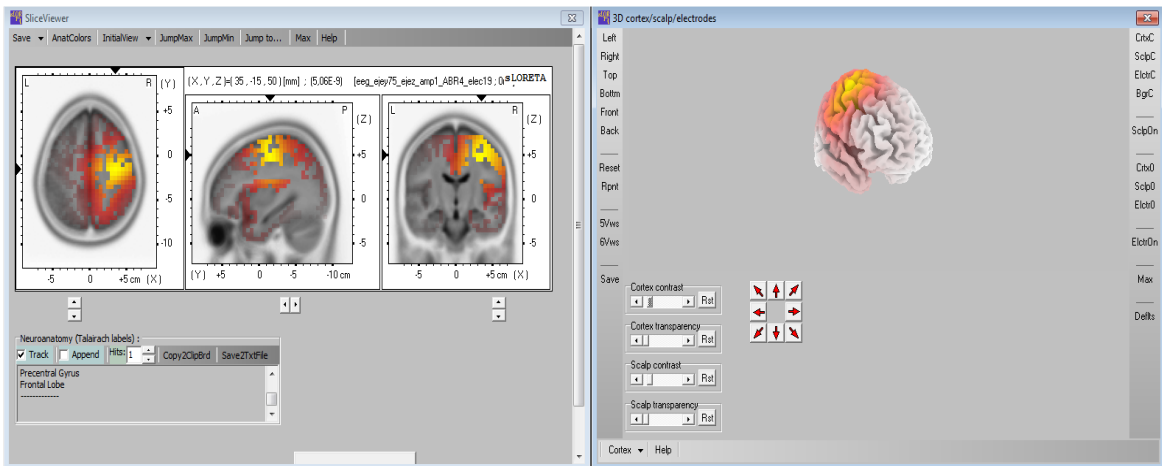 SliceViewer
Save AnatColors InitialView JumpMax JumpMin Jump to... Max Help
L R (Y) (X,Y,Z)=( 35 , -15 , 50 ) [mm] ; (5,06E-9) [eeg_ejey75_ejez_amp1_ABR4_elec19 ; 0( sLORETA
A P (Z) L R (Z)
+5 +5 +5
0 0 0
-5 -5 -5
-10
-5 0 +5 cm (X) (Y) +5 0 -5 -10 cm -5 0 +5 cm (X)
Neuroanatomy (Talairach labels) :
Track Append Hits: 1 Copy2ClipBrd Save2TxtFile
Precentral Gyrus
Frontal Lobe
-------------
3D cortex/scalp/electrodes
Left
Right
Top
Bottm
Front
Back
Reset
Rpnt
5Vws
6Vws
Save
Cortex contrast
Rst
Cortex transparency
Rst
Scalp contrast
Rst
Scalp transparency
Rst
CrtxC
SclpC
ElctrC
BgrC
SclpOn
Crtx0
Sclp0
Elctr0
ElctrOn
Max
Deflts
Cortex Help